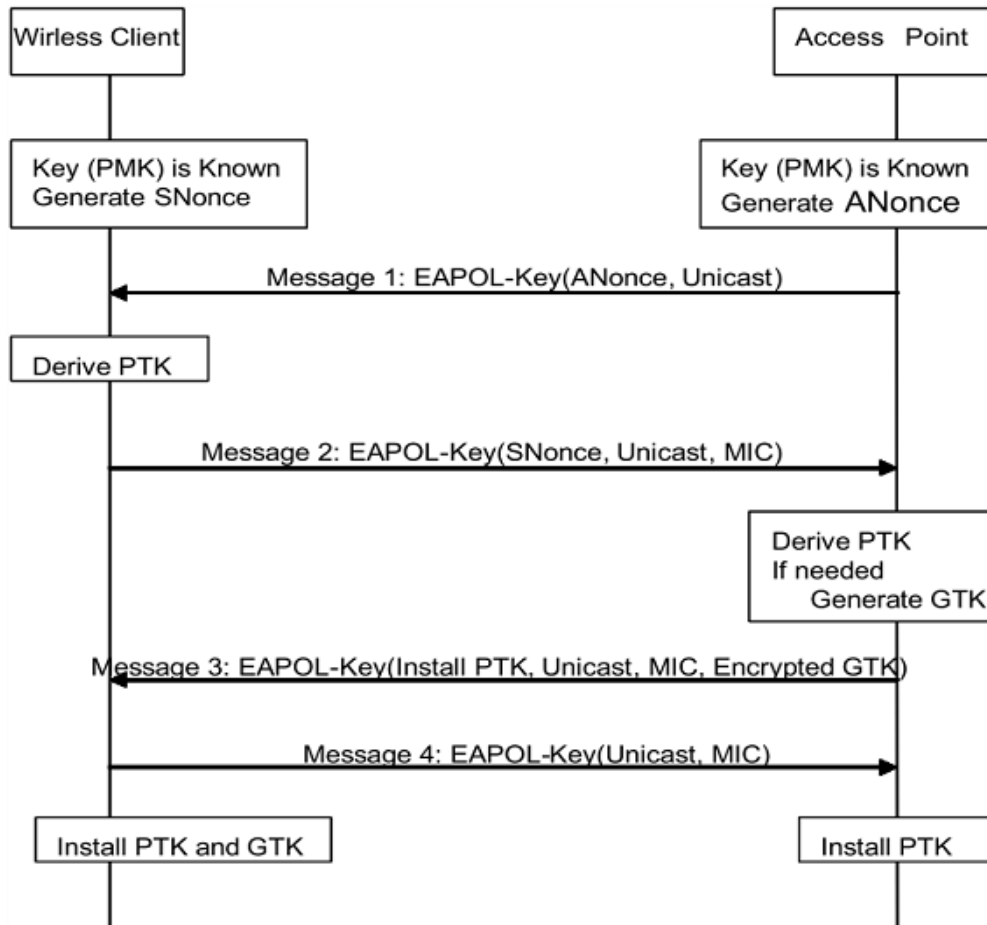 Wirless Client
Access Point
Key (PMK) is Known
Generate SNonce
Key (PMK) is Known
Generate ANonce
Message 1: EAPOL-Key(ANonce, Unicast)
Derive PTK
Message 2: EAPOL-Key(SNonce, Unicast, MIC)
Derive PTK
If needed
Generate GTK
Message 3: EAPOL-Key(Install PTK, Unicast, MIC, Encrypted GTK)
Message 4: EAPOL-Key(Unicast, MIC)
Install PTK and GTK
Install PTK